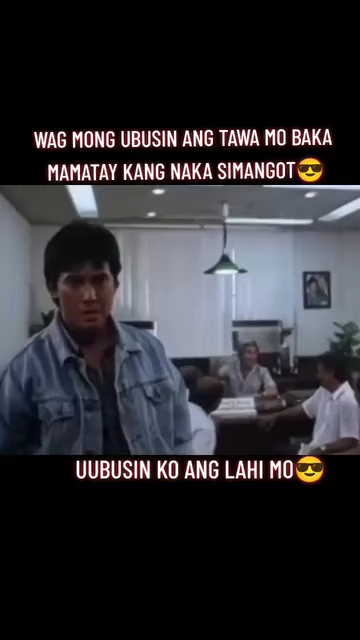 WAG MONG UBUSIN ANG TAWA MO BAKA
MAMATAY KANG NAKA SIMANGOT😎
UUBUSIN KO ANG LAHI MO😎